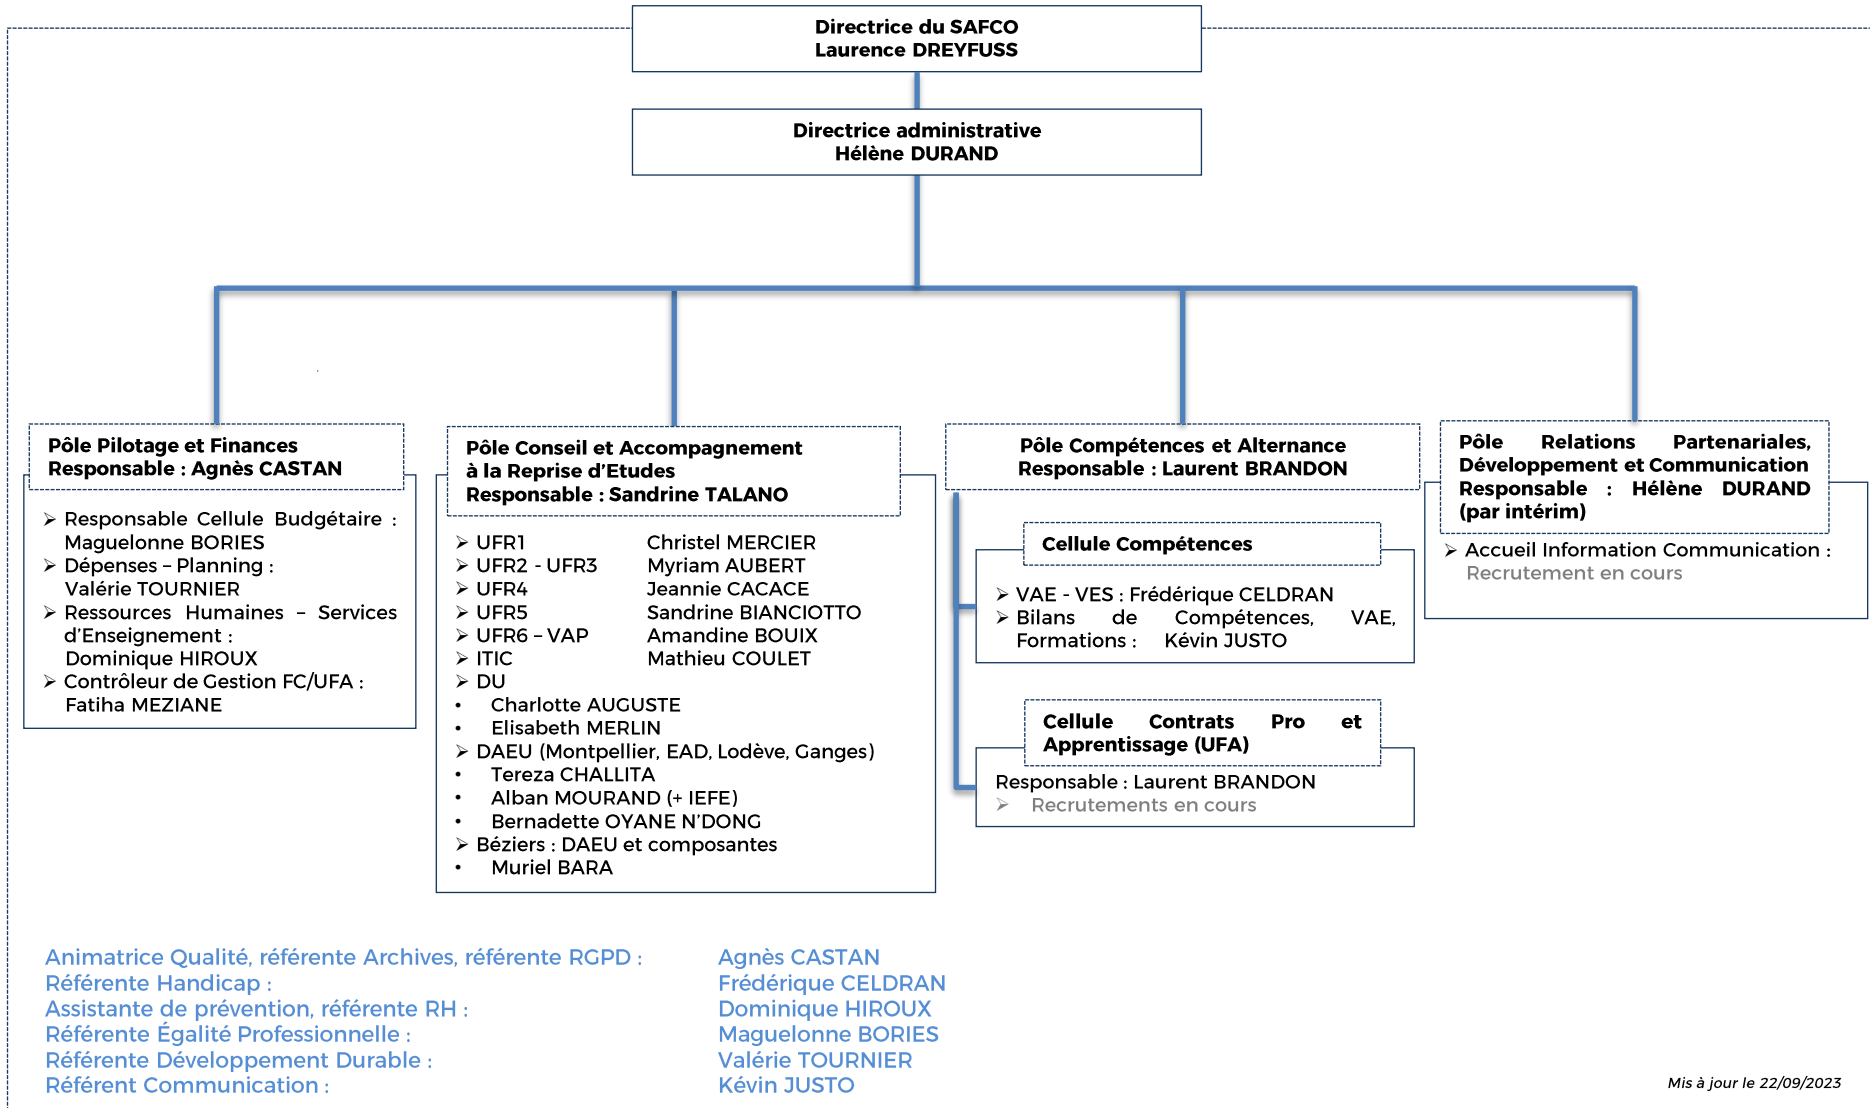 Directrice du SAFCO
Laurence DREYFUSS
Directrice administrative
Hélène DURAND
Pôle Pilotage et Finances
Responsable : Agnès CASTAN
➢ Responsable Cellule Budgétaire :
Maguelonne BORIES
➢ Dépenses – Planning :
Valérie TOURNIER
➢ Ressources Humaines – Services
d'Enseignement :
Dominique HIROUX
➢ Contrôleur de Gestion FC/UFA :
Fatiha MEZIANE
Pôle Conseil et Accompagnement
à la Reprise d'Etudes
Responsable : Sandrine TALANO
➢ UFR1 Christel MERCIER
➢ UFR2 - UFR3 Myriam AUBERT
➢ UFR4 Jeannie CACACE
➢ UFR5 Sandrine BIANCIOTTO
➢ UFR6 – VAP Amandine BOUIX
➢ ITIC Mathieu COULET
➢ DU
• Charlotte AUGUSTE
• Elisabeth MERLIN
➢ DAEU (Montpellier, EAD, Lodève, Ganges)
• Tereza CHALLITA
• Alban MOURAND (+ IEFE)
• Bernadette OYANE N'DONG
➢ Béziers : DAEU et composantes
• Muriel BARA
Pôle Compétences et Alternance
Responsable : Laurent BRANDON
Cellule Compétences
➢ VAE - VES : Frédérique CELDRAN
➢ Bilans de Compétences, VAE,
Formations : Kévin JUSTO
Cellule Contrats Pro et
Apprentissage (UFA)
Responsable : Laurent BRANDON
➢ Recrutements en cours
Pôle Relations Partenariales,
Développement et Communication
Responsable : Hélène DURAND
(par intérim)
➢ Accueil Information Communication :
Recrutement en cours
Animatrice Qualité, référente Archives, référente RGPD : Agnès CASTAN
Référente Handicap : Frédérique CELDRAN
Assistante de prévention, référente RH : Dominique HIROUX
Référente Égalité Professionnelle : Maguelonne BORIES
Référente Développement Durable : Valérie TOURNIER
Référent Communication : Kévin JUSTO
Mis à jour le 22/09/2023